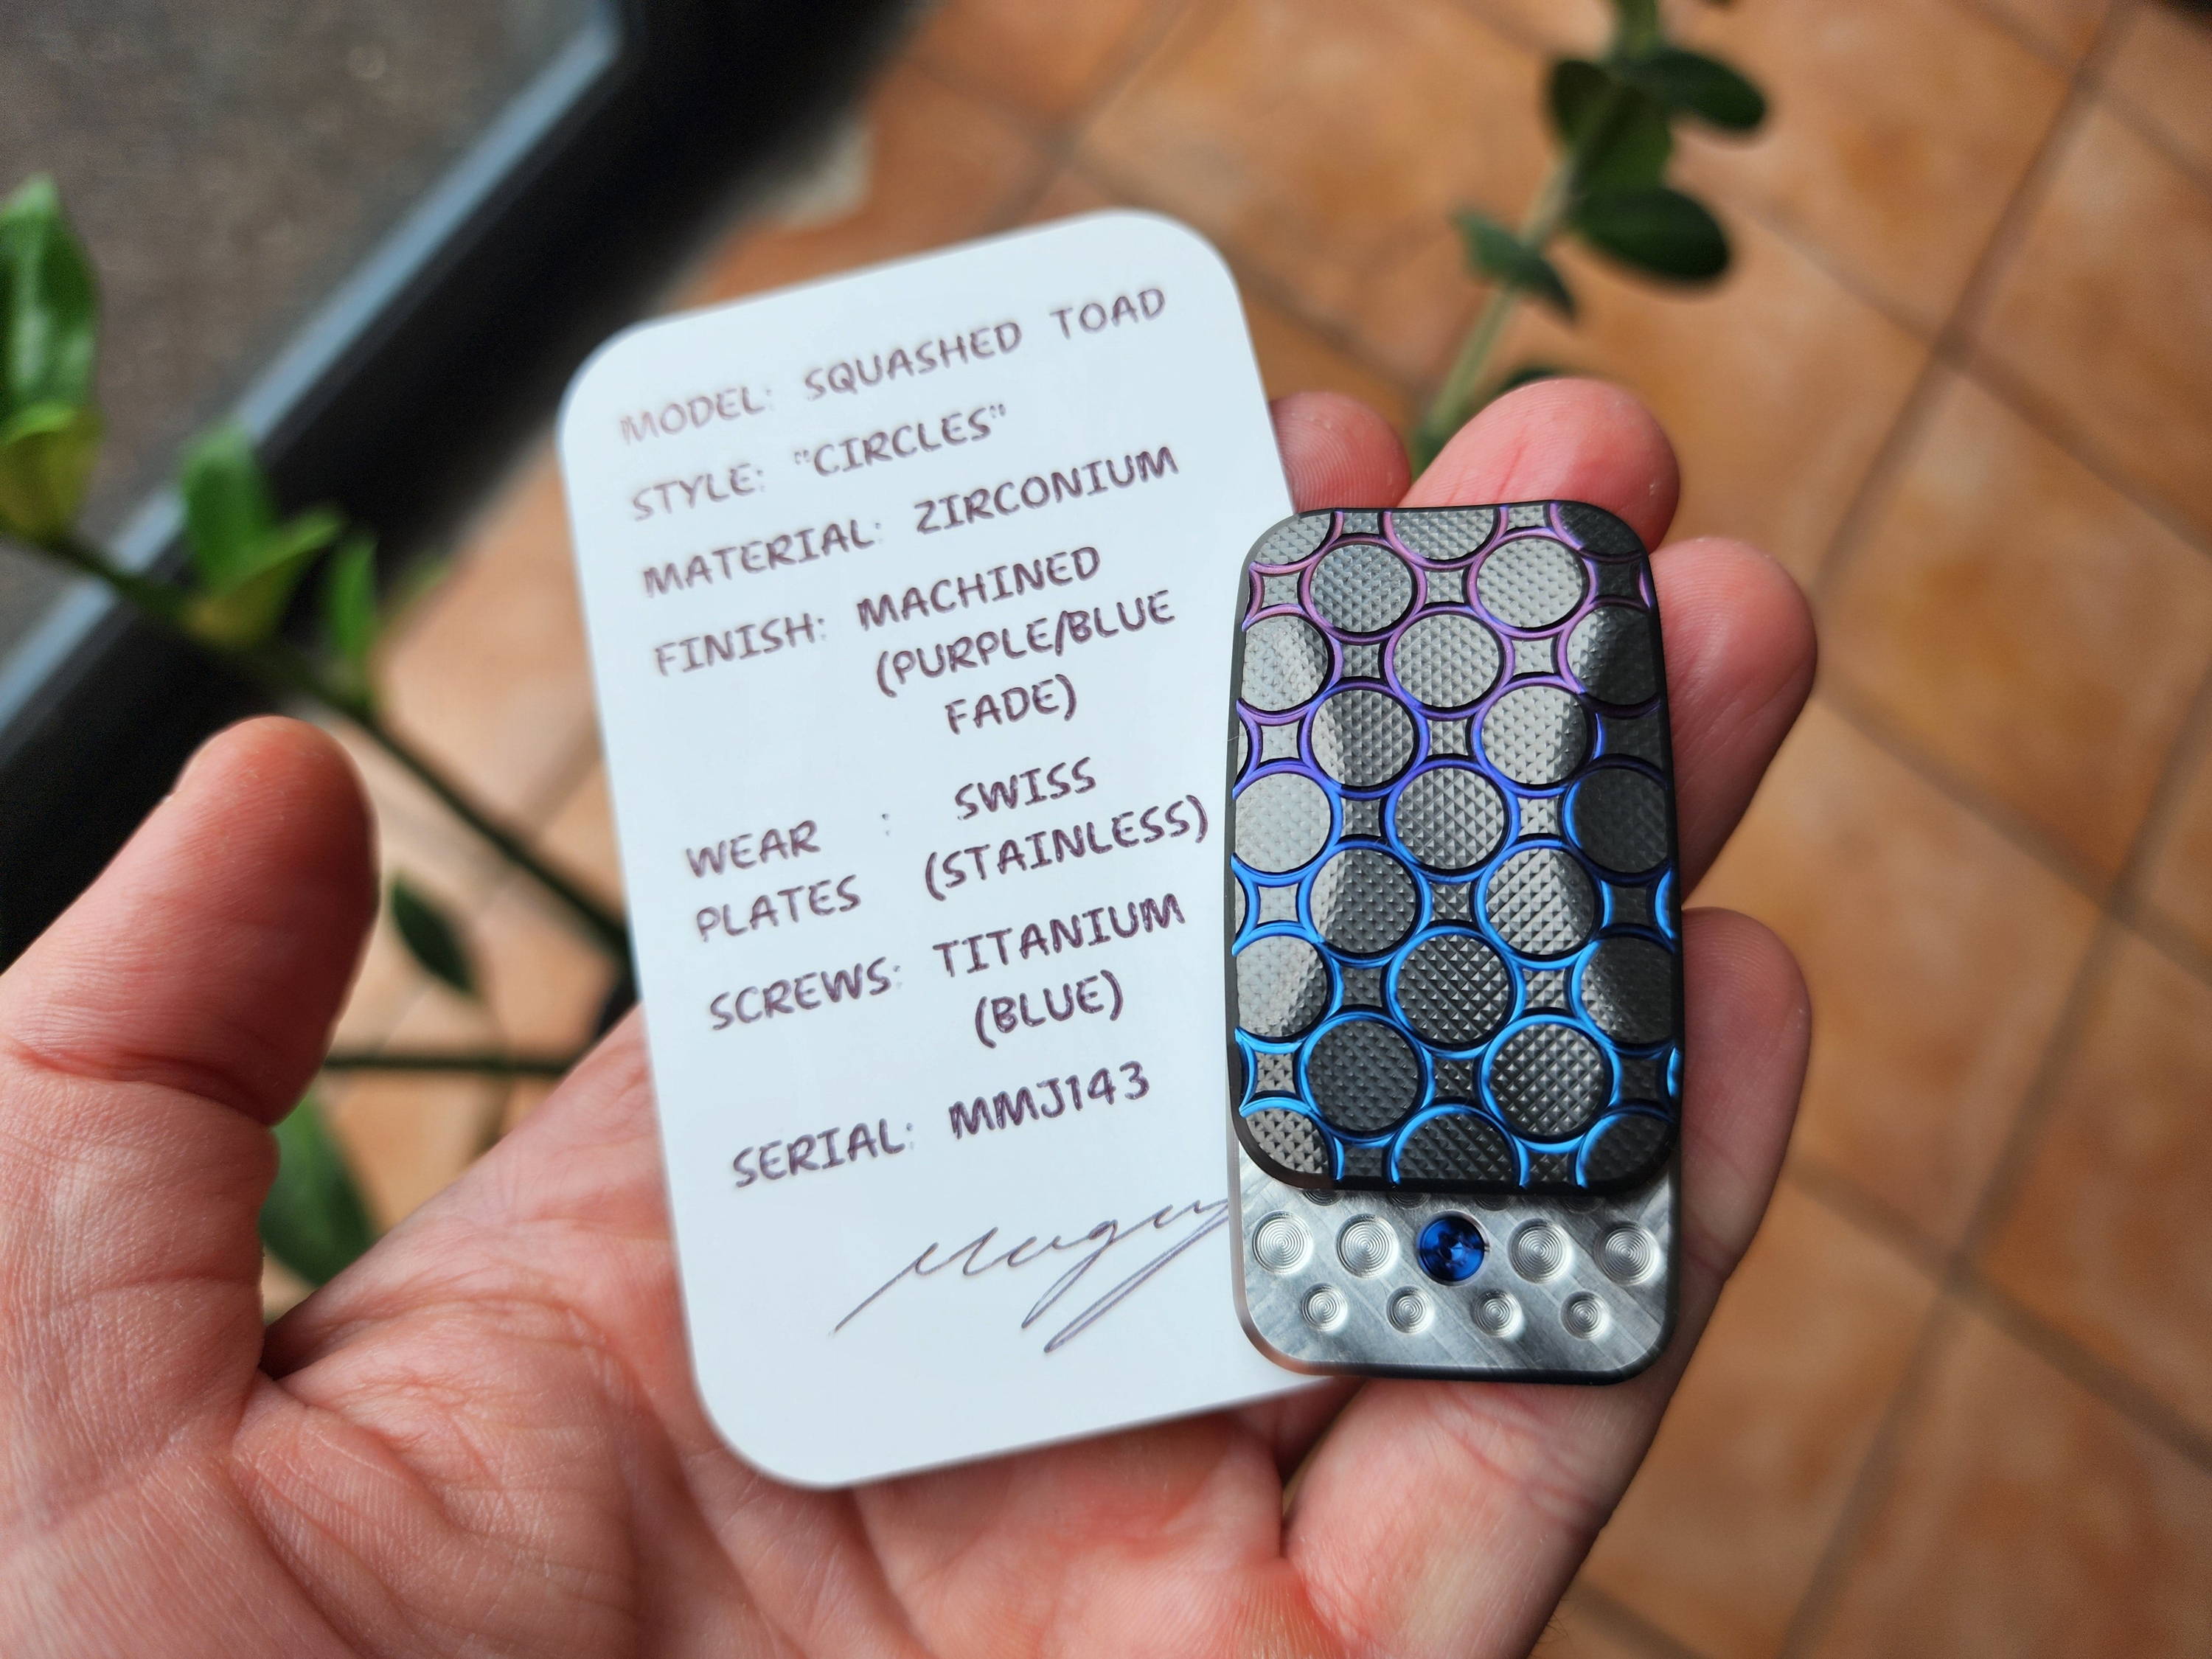 MODEL: SQUASHED TOAD
STYLE: "CIRCLES"
MATERIAL: ZIRCONIUM
FINISH: MACHINED
(PURPLE/BLUE
FADE)
WEAR : SWISS
PLATES (STAINLESS)
SCREWS: TITANIUM
(BLUE)
SERIAL: MMJ143